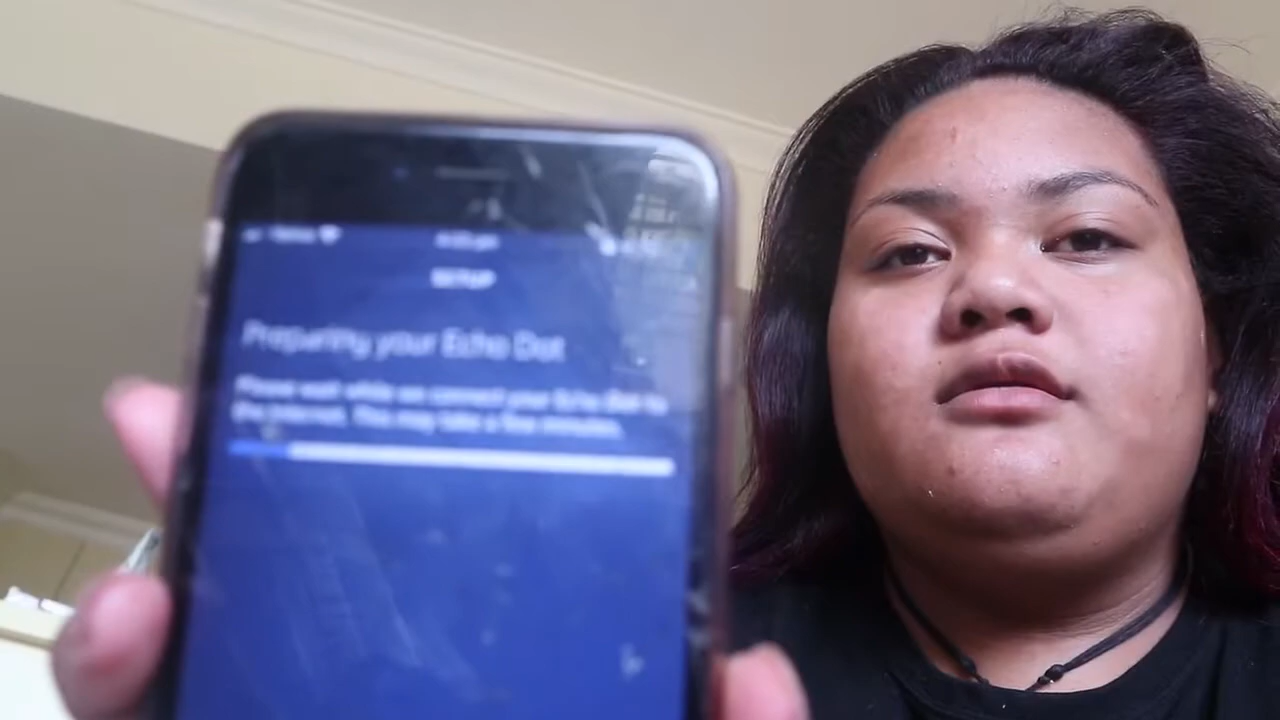 SETUP
Preparing your Echo Dot
Please wait while we connect your Echo Dot to
the Internet. This may take a few minutes.